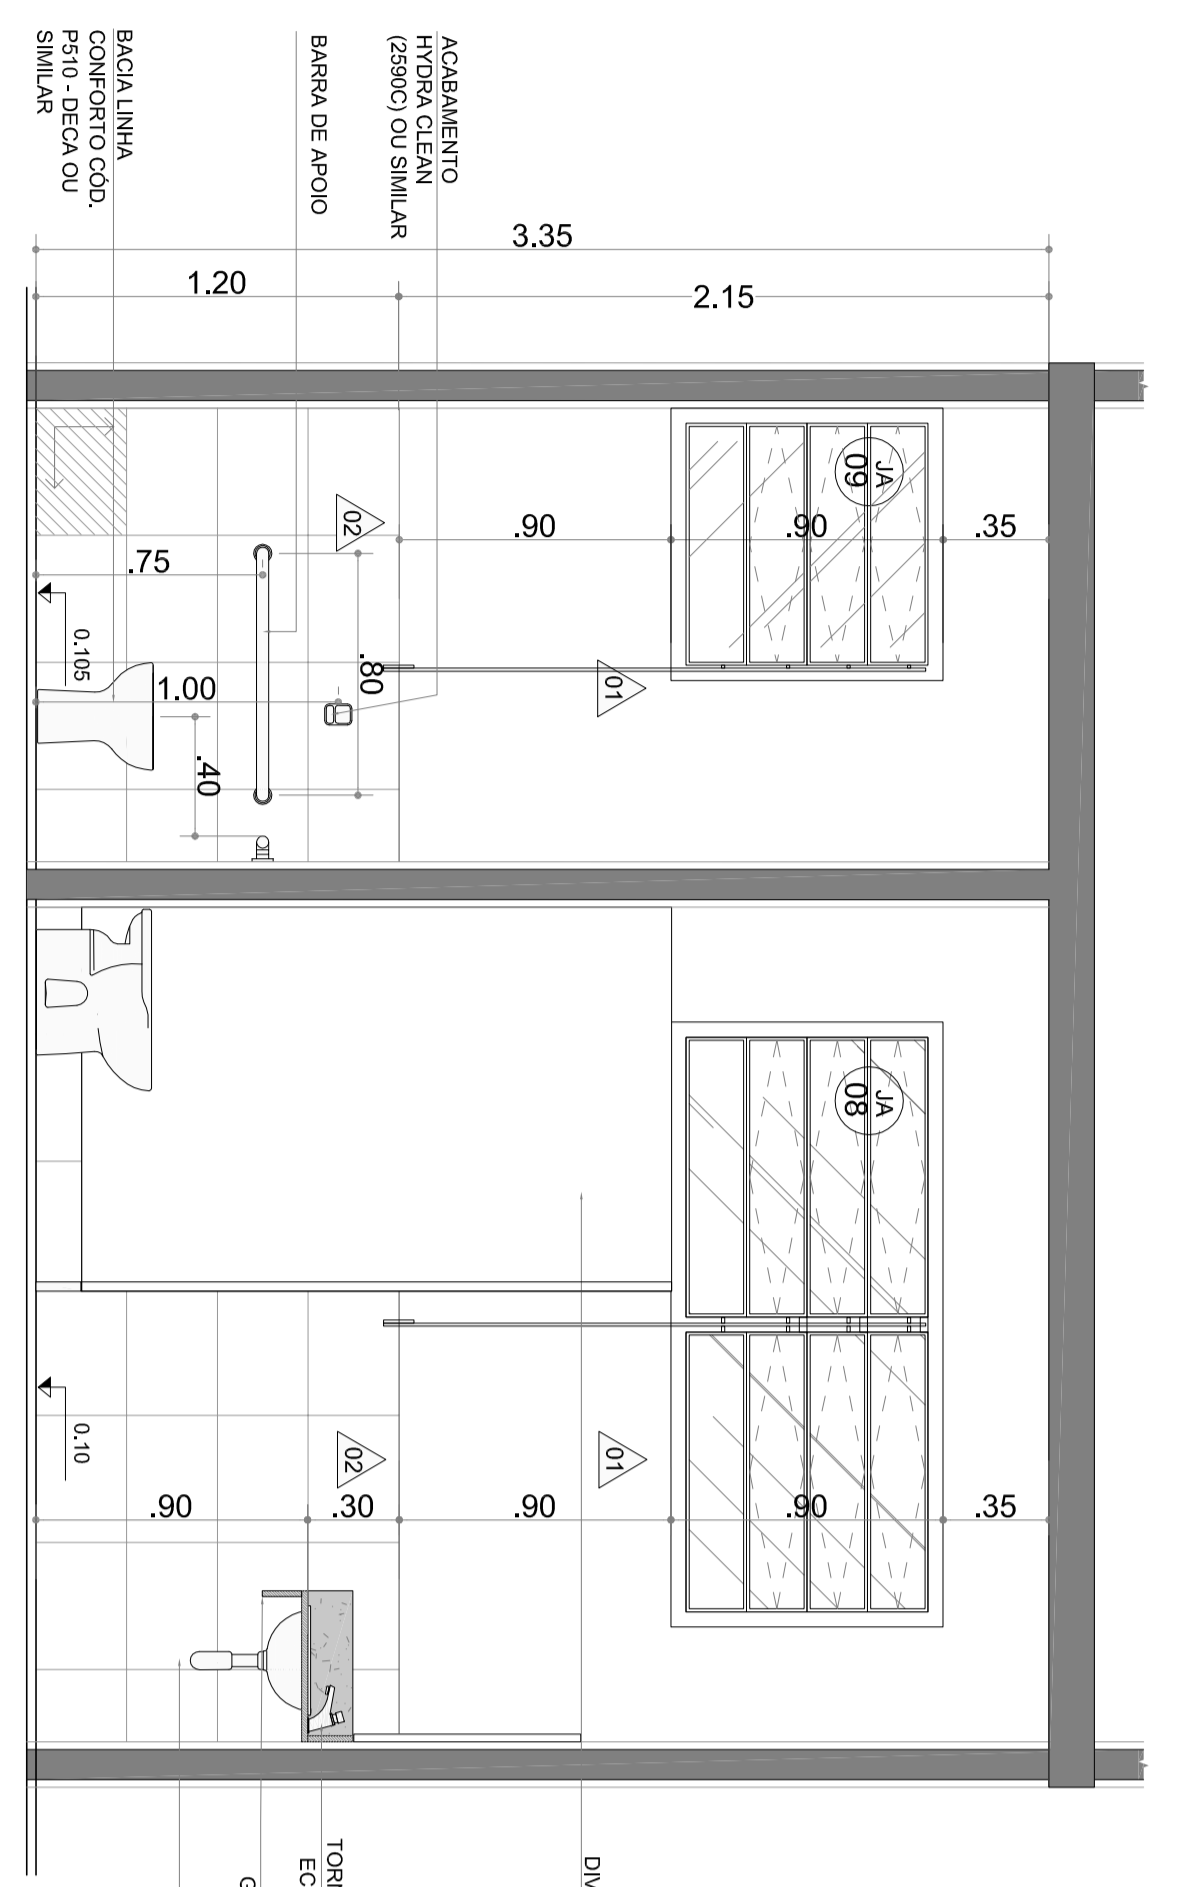 ACABAMENTO
HYDRA CLEAN
(2590C) OU SIMILAR
BARRA DE APOIO
BACIA LINHA
CONFORTO CÓD.
P510 - DECA OU
SIMILAR
3.35
1.20
2.15
JA
09
.90
.90
.35
02
.75
0.105
.80
01
1.00
.40
JA
08
0.10
02
01
.90
.30
.90
.90
.35
DIV
TORI
EC
G